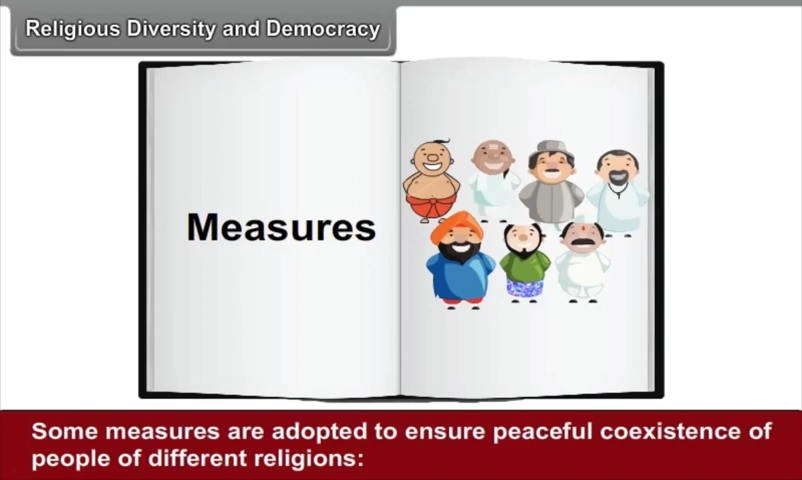 Religious Diversity and Democracy
Measures
Some measures are adopted to ensure peaceful coexistence of
people of different religions: